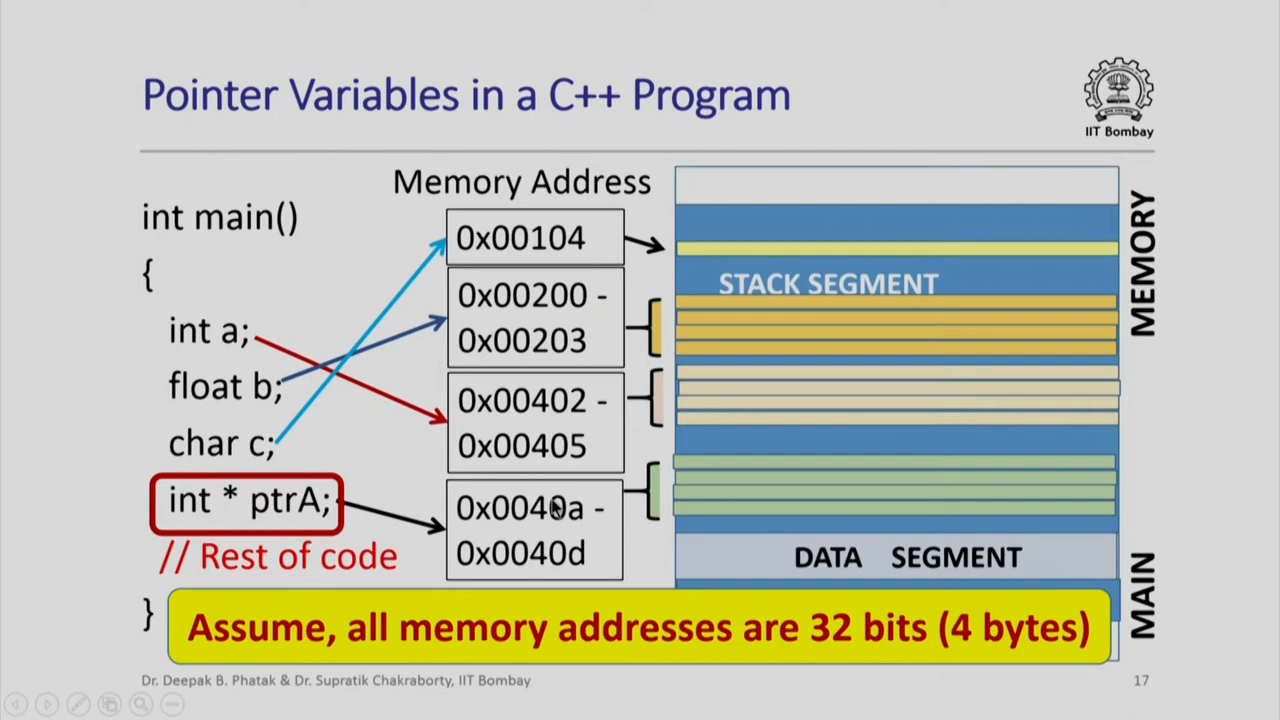 Pointer Variables in a C++ Program
IIT Bombay
Memory Address
int main()
{
int a;
float b;
char c;
int * ptrA;
// Rest of code
}
0x00104
0x00200 -
0x00203
0x00402 -
0x00405
0x0040a -
0x0040d
STACK SEGMENT
DATA SEGMENT
MAIN MEMORY
Assume, all memory addresses are 32 bits (4 bytes)
Dr. Deepak B. Phatak & Dr. Supratik Chakraborty, IIT Bombay
17